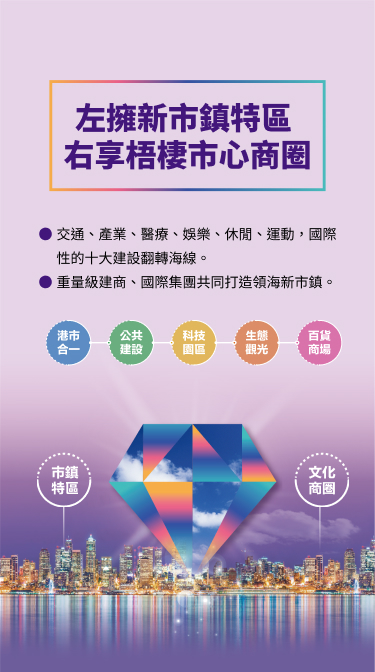 左擁新市鎮特區
右享梧棲市心商圈
● 交通、產業、醫療、娛樂、休閒、運動，國際
性的十大建設翻轉海線。
● 重量級建商、國際集團共同打造領海新市鎮。
港市
合一
公共
建設
科技
園區
生態
觀光
百貨
商場
市鎮
特區
文化
商圈